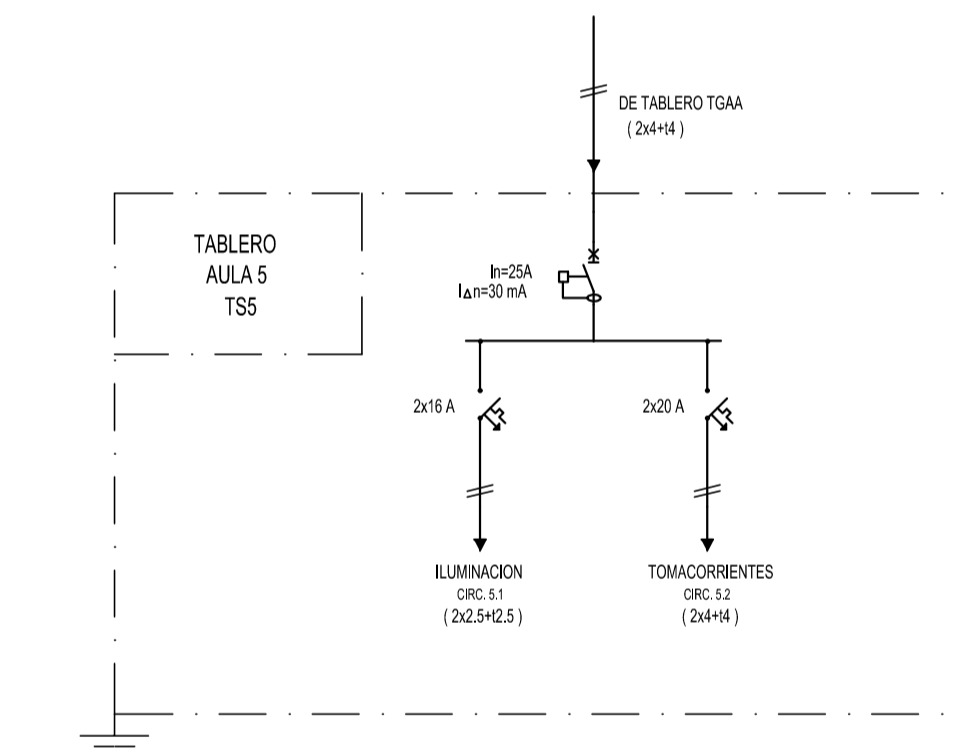 DE TABLERO TGAA
( 2x4+t4 )
TABLERO
AULA 5
TS5
In=25A
IΔn=30 mA
2x16 A
2x20 A
ILUMINACION
CIRC. 5.1
( 2x2.5+t2.5 )
TOMACORRIENTES
CIRC. 5.2
( 2x4+t4 )